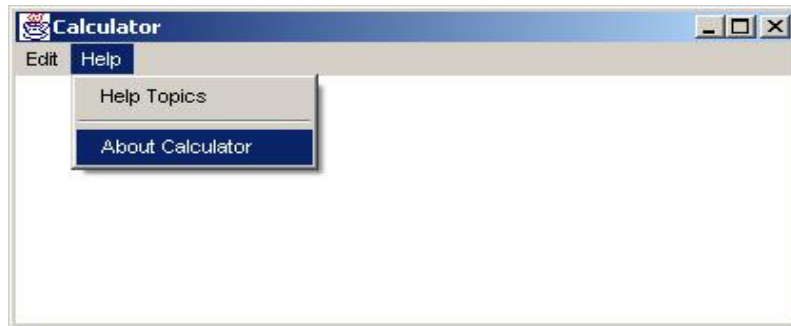 Calculator
Edit Help
Help Topics
About Calculator